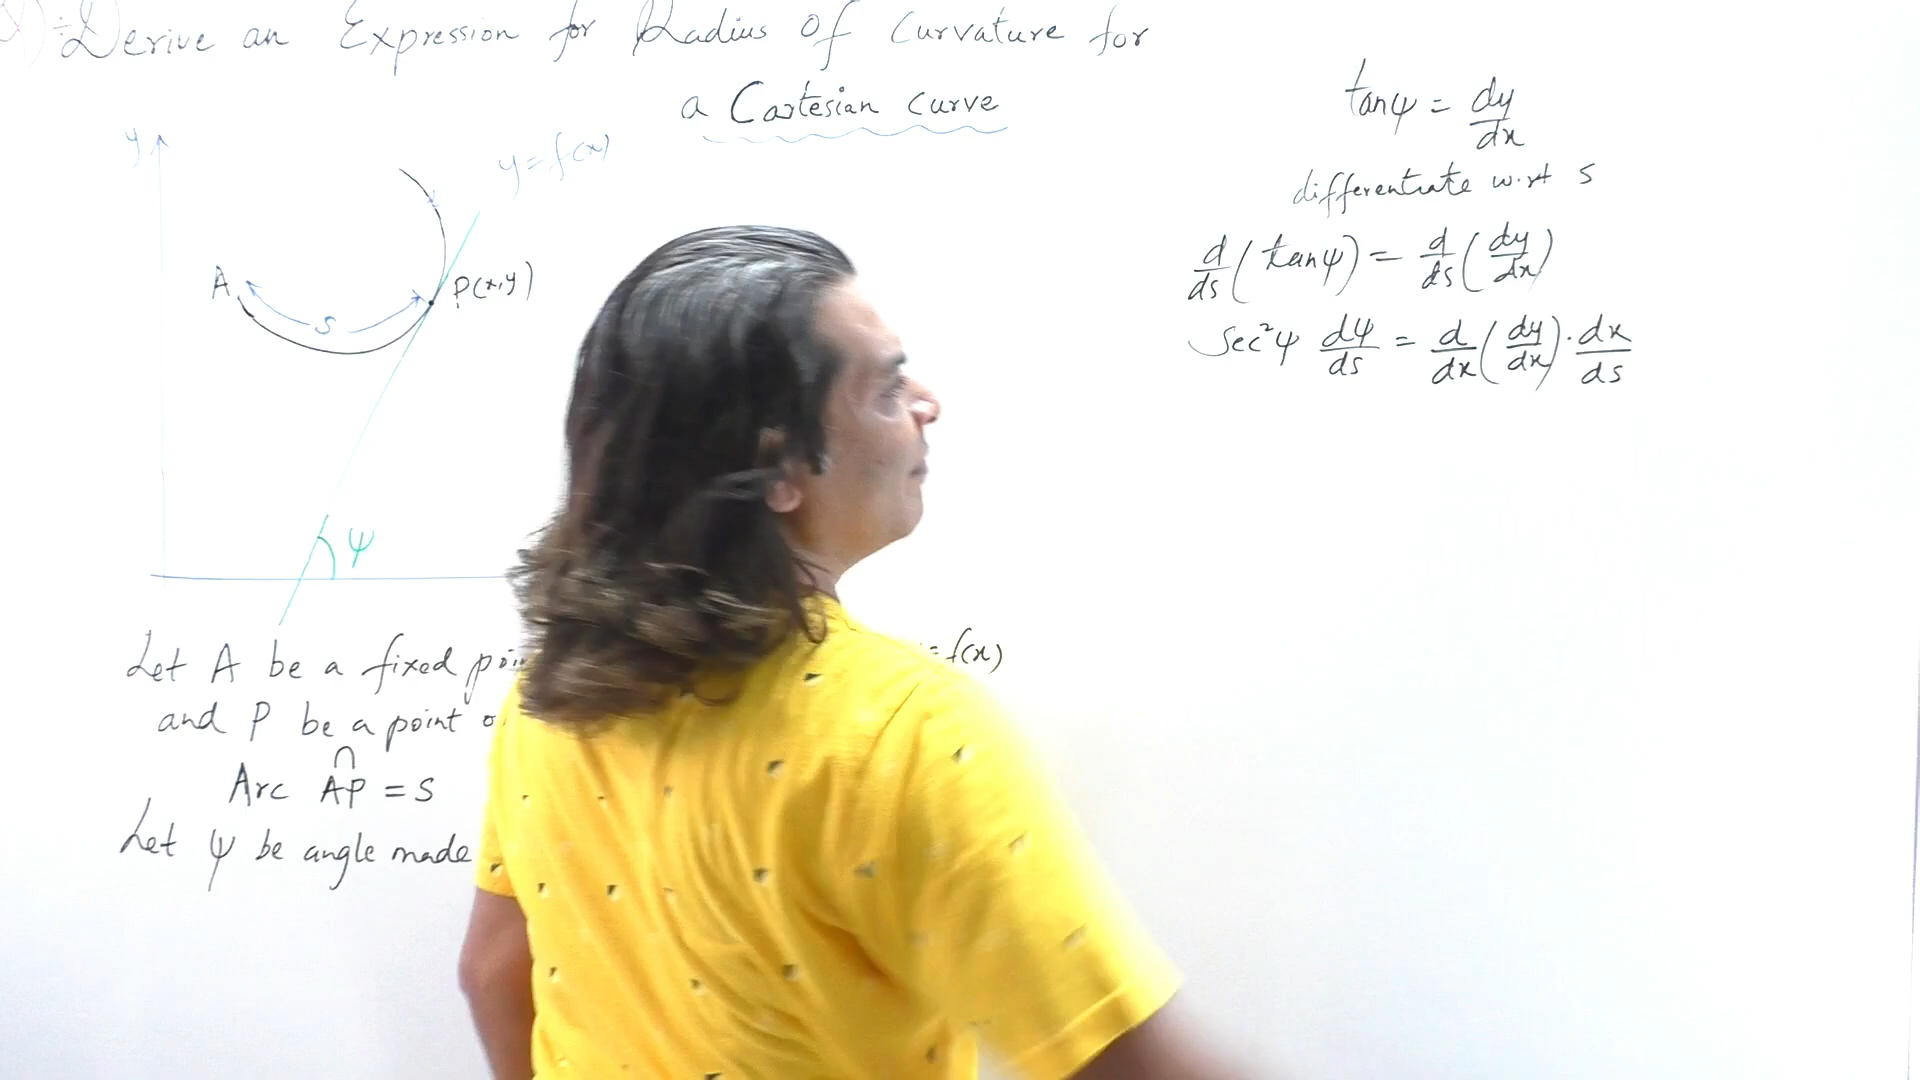 Derive an Expression for Radius of Curvature for
a Cartesian curve
y
y = f(x)
A
s
P(x,y)
ψ
Let A be a fixed
= f(x)
and P be a point
Arc AP = s
Let ψ be angle made
tanψ = dy/dx
differentiate w.r.t s
d/ds (tanψ) = d/ds (dy/dx)
Sec²ψ dψ/ds = d/dx (dy/dx) · dx/ds